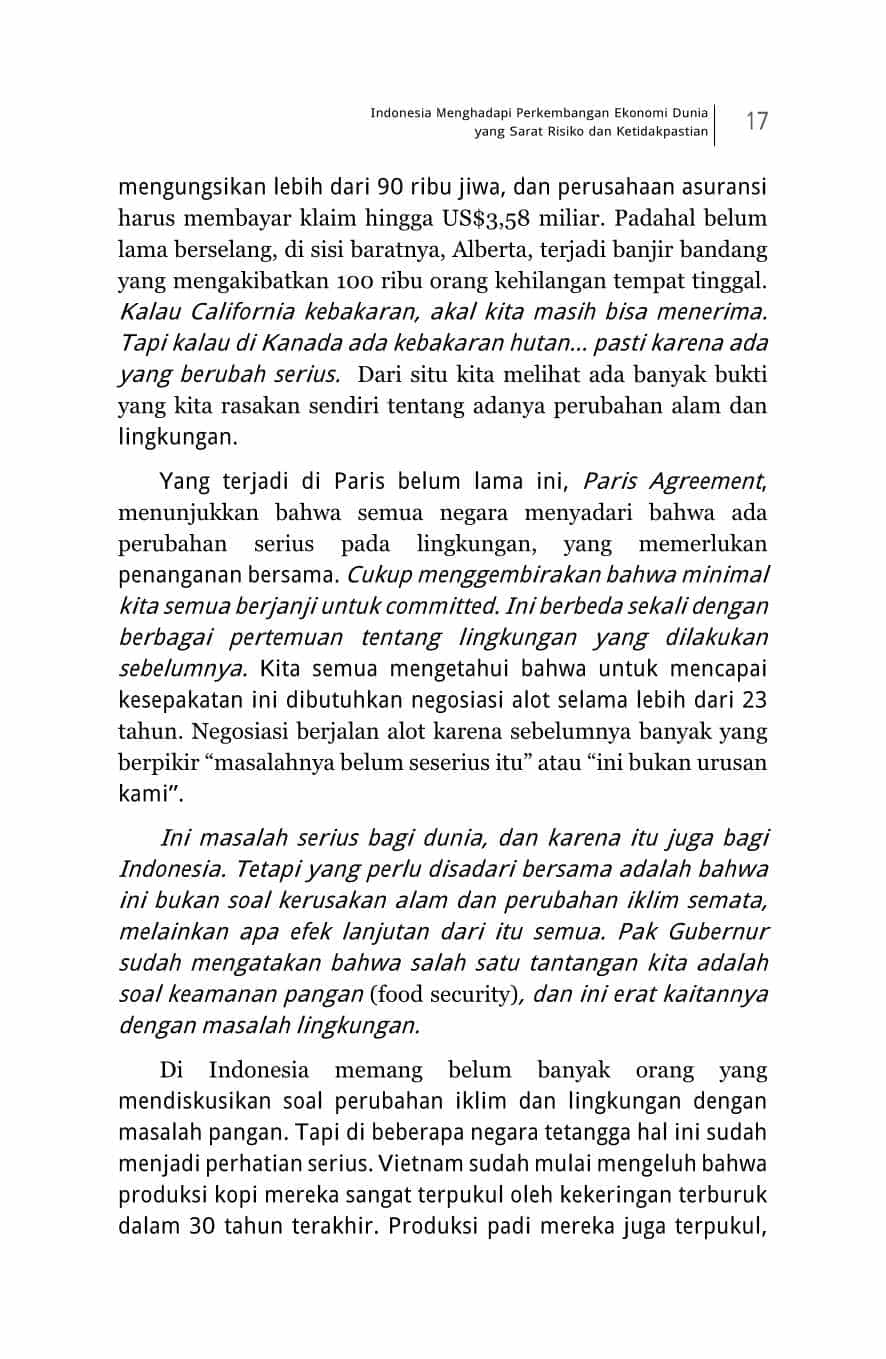 Indonesia Menghadapi Perkembangan Ekonomi Dunia
yang Sarat Risiko dan Ketidakpastian
17
mengungsikan lebih dari 90 ribu jiwa, dan perusahaan asuransi
harus membayar klaim hingga US$3,58 miliar. Padahal belum
lama berselang, di sisi baratnya, Alberta, terjadi banjir bandang
yang mengakibatkan 100 ribu orang kehilangan tempat tinggal.
Kalau California kebakaran, akal kita masih bisa menerima.
Tapi kalau di Kanada ada kebakaran hutan... pasti karena ada
yang berubah serius. Dari situ kita melihat ada banyak bukti
yang kita rasakan sendiri tentang adanya perubahan alam dan
lingkungan.
Yang terjadi di Paris belum lama ini, Paris Agreement,
menunjukkan bahwa semua negara menyadari bahwa ada
perubahan serius pada lingkungan, yang memerlukan
penanganan bersama. Cukup menggembirakan bahwa minimal
kita semua berjanji untuk committed. Ini berbeda sekali dengan
berbagai pertemuan tentang lingkungan yang dilakukan
sebelumnya. Kita semua mengetahui bahwa untuk mencapai
kesepakatan ini dibutuhkan negosiasi alot selama lebih dari 23
tahun. Negosiasi berjalan alot karena sebelumnya banyak yang
berpikir “masalahnya belum seserius itu” atau “ini bukan urusan
kami”.
Ini masalah serius bagi dunia, dan karena itu juga bagi
Indonesia. Tetapi yang perlu disadari bersama adalah bahwa
ini bukan soal kerusakan alam dan perubahan iklim semata,
melainkan apa efek lanjutan dari itu semua. Pak Gubernur
sudah mengatakan bahwa salah satu tantangan kita adalah
soal keamanan pangan (food security), dan ini erat kaitannya
dengan masalah lingkungan.
Di Indonesia memang belum banyak orang yang
mendiskusikan soal perubahan iklim dan lingkungan dengan
masalah pangan. Tapi di beberapa negara tetangga hal ini sudah
menjadi perhatian serius. Vietnam sudah mulai mengeluh bahwa
produksi kopi mereka sangat terpukul oleh kekeringan terburuk
dalam 30 tahun terakhir. Produksi padi mereka juga terpukul,